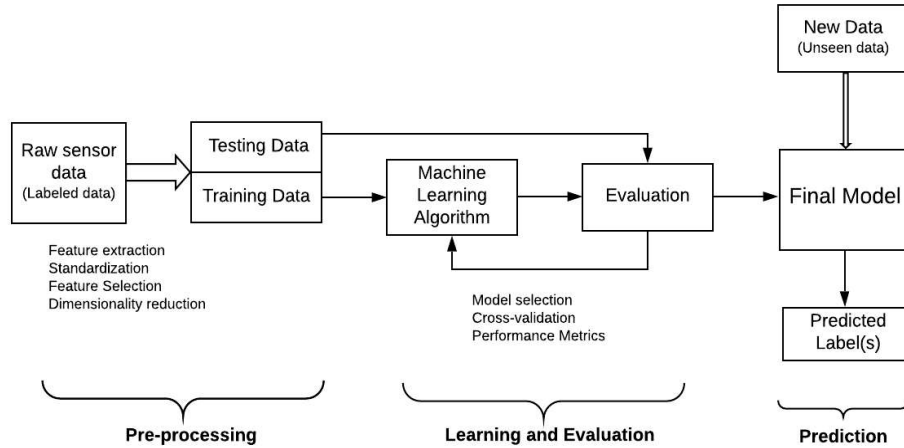 New Data
(Unseen data)
Raw sensor
data
(Labeled data)
Testing Data
Training Data
Machine
Learning
Algorithm
Evaluation
Final Model
Feature extraction
Standardization
Feature Selection
Dimensionality reduction
Model selection
Cross-validation
Performance Metrics
Predicted
Label(s)
Pre-processing
Learning and Evaluation
Prediction